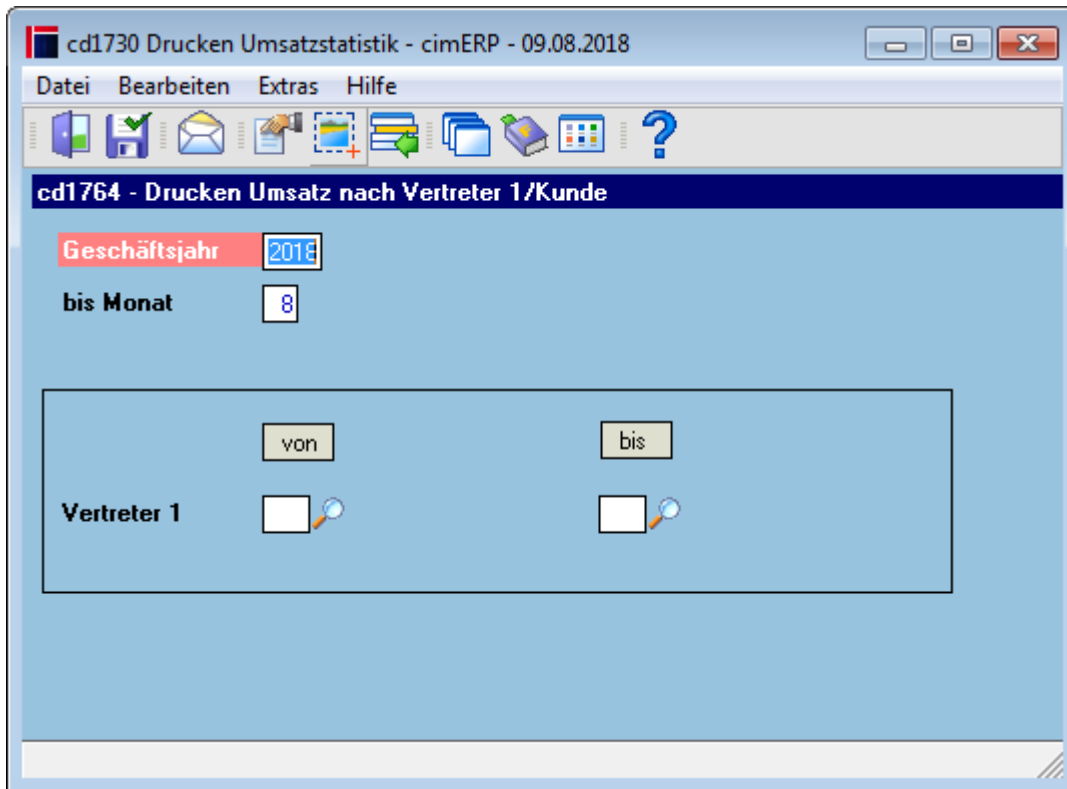 cd1730 Drucken Umsatzstatistik - cimERP - 09.08.2018
Datei Bearbeiten Extras Hilfe
cd1764 - Drucken Umsatz nach Vertreter 1/Kunde
Geschäftsjahr 2018
bis Monat 8
von bis
Vertreter 1